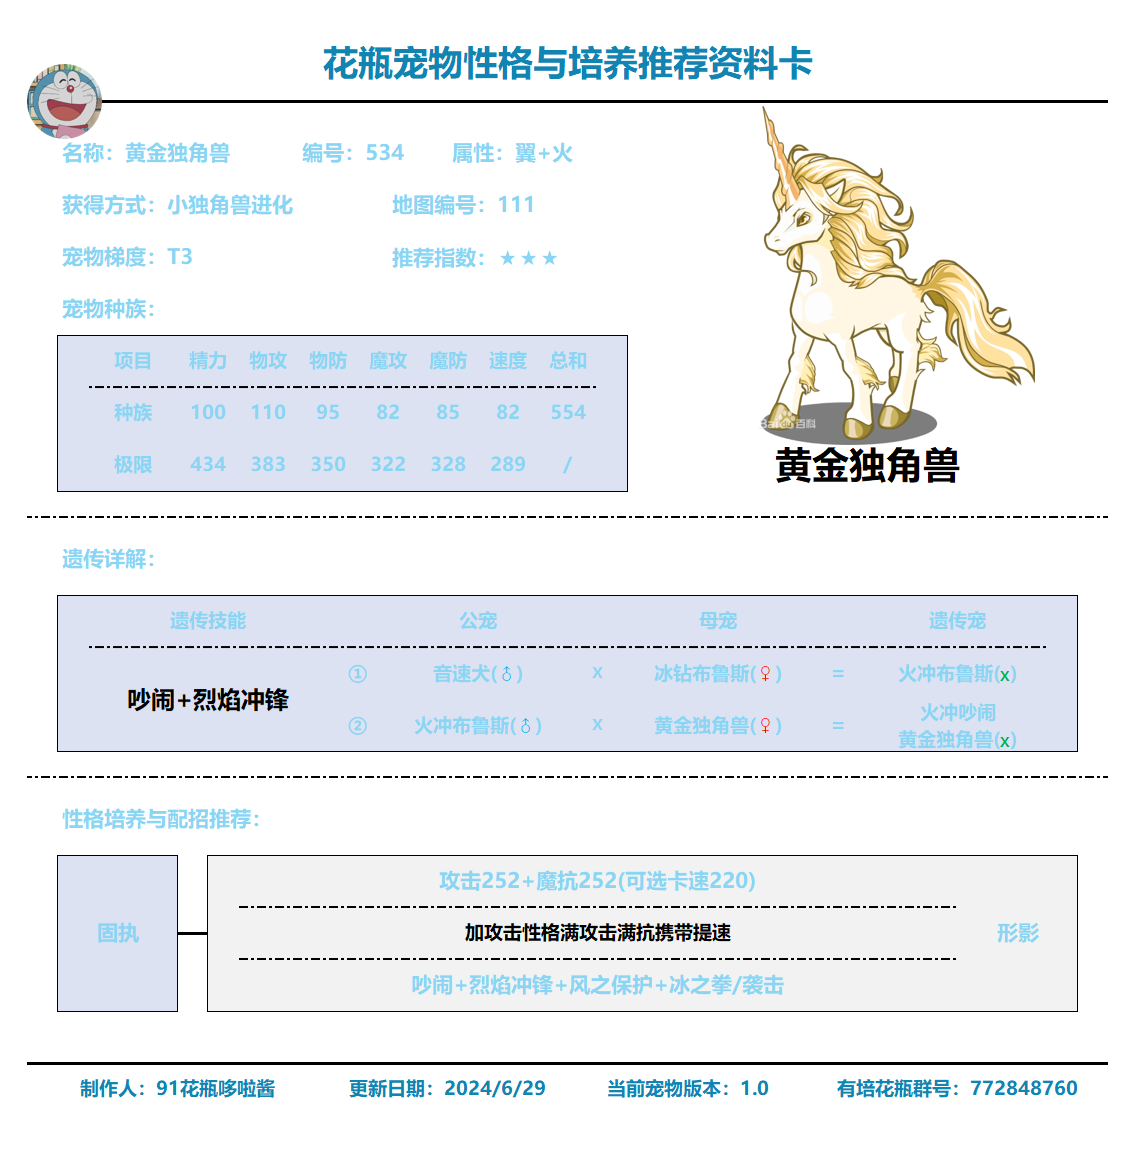 花瓶宠物性格与培养推荐资料卡
名称：黄金独角兽 编号：534 属性：翼+火
获得方式：小独角兽进化 地图编号：111
宠物梯度：T3 推荐指数：★★★
宠物种族：
项目 精力 物攻 物防 魔攻 魔防 速度 总和
种族 100 110 95 82 85 82 554
极限 434 383 350 322 328 289 /
Baidu百科
黄金独角兽
遗传详解：
遗传技能 公宠 母宠 遗传宠
吵闹+烈焰冲锋
① 音速犬(♂) x 冰钻布鲁斯(♀) = 火冲布鲁斯(x)
② 火冲布鲁斯(♂) x 黄金独角兽(♀) = 火冲吵闹
黄金独角兽(x)
性格培养与配招推荐：
固执
攻击252+魔抗252(可选卡速220)
加攻击性格满攻击满抗携带提速
吵闹+烈焰冲锋+风之保护+冰之拳/袭击
形影
制作人：91花瓶哆啦酱 更新日期：2024/6/29 当前宠物版本：1.0 有培花瓶群号：772848760